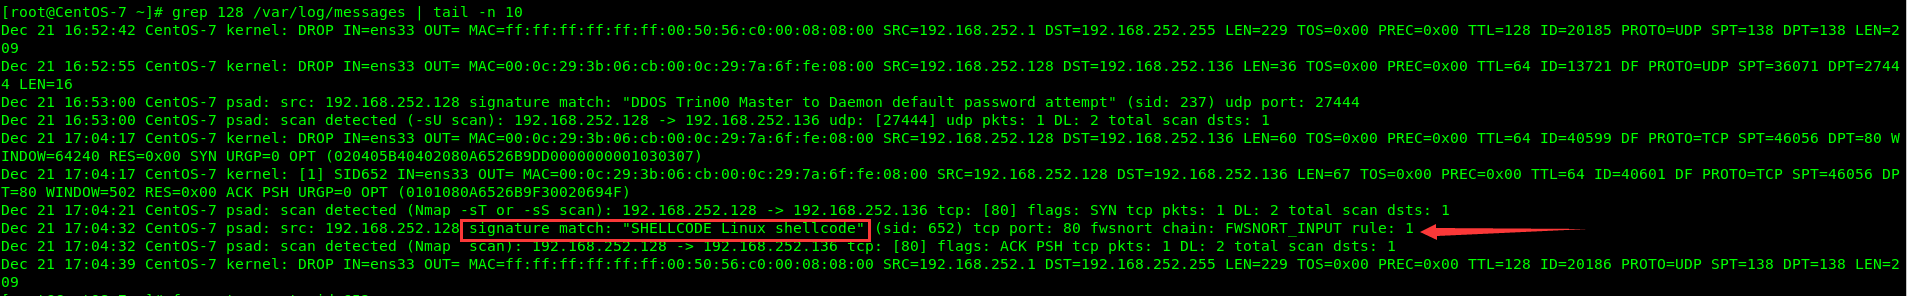 [root@CentOS-7 ~]# grep 128 /var/log/messages | tail -n 10
Dec 21 16:52:42 CentOS-7 kernel: DROP IN=ens33 OUT= MAC=ff:ff:ff:ff:ff:ff:00:50:56:c0:00:08:08:00 SRC=192.168.252.1 DST=192.168.252.255 LEN=229 TOS=0x00 PREC=0x00 TTL=128 ID=20185 PROTO=UDP SPT=138 DPT=138 LEN=2
09
Dec 21 16:52:55 CentOS-7 kernel: DROP IN=ens33 OUT= MAC=00:0c:29:3b:06:cb:00:0c:29:7a:6f:fe:08:00 SRC=192.168.252.128 DST=192.168.252.136 LEN=36 TOS=0x00 PREC=0x00 TTL=64 ID=13721 DF PROTO=UDP SPT=36071 DPT=2744
4 LEN=16
Dec 21 16:53:00 CentOS-7 psad: src: 192.168.252.128 signature match: "DDOS Trin00 Master to Daemon default password attempt" (sid: 237) udp port: 27444
Dec 21 16:53:00 CentOS-7 psad: scan detected (-sU scan): 192.168.252.128 -> 192.168.252.136 udp: [27444] udp pkts: 1 DL: 2 total scan dsts: 1
Dec 21 17:04:17 CentOS-7 kernel: DROP IN=ens33 OUT= MAC=00:0c:29:3b:06:cb:00:0c:29:7a:6f:fe:08:00 SRC=192.168.252.128 DST=192.168.252.136 LEN=60 TOS=0x00 PREC=0x00 TTL=64 ID=40599 DF PROTO=TCP SPT=46056 DPT=80 W
INDOW=64240 RES=0x00 SYN URGP=0 OPT (020405B40402080A6526B9DD0000000001030307)
Dec 21 17:04:17 CentOS-7 kernel: [1] SID652 IN=ens33 OUT= MAC=00:0c:29:3b:06:cb:00:0c:29:7a:6f:fe:08:00 SRC=192.168.252.128 DST=192.168.252.136 LEN=67 TOS=0x00 PREC=0x00 TTL=64 ID=40601 DF PROTO=TCP SPT=46056 DP
T=80 WINDOW=502 RES=0x00 ACK PSH URGP=0 OPT (0101080A6526B9F30020694F)
Dec 21 17:04:21 CentOS-7 psad: scan detected (Nmap -sT or -sS scan): 192.168.252.128 -> 192.168.252.136 tcp: [80] flags: SYN tcp pkts: 1 DL: 2 total scan dsts: 1
Dec 21 17:04:32 CentOS-7 psad: src: 192.168.252.128 signature match: "SHELLCODE Linux shellcode" (sid: 652) tcp port: 80 fwsnort chain: FWSNORT_INPUT rule: 1
Dec 21 17:04:32 CentOS-7 psad: scan detected (Nmap  scan): 192.168.252.128 -> 192.168.252.136 tcp: [80] flags: ACK PSH tcp pkts: 1 DL: 2 total scan dsts: 1
Dec 21 17:04:39 CentOS-7 kernel: DROP IN=ens33 OUT= MAC=ff:ff:ff:ff:ff:ff:00:50:56:c0:00:08:08:00 SRC=192.168.252.1 DST=192.168.252.255 LEN=229 TOS=0x00 PREC=0x00 TTL=128 ID=20186 PROTO=UDP SPT=138 DPT=138 LEN=2
09